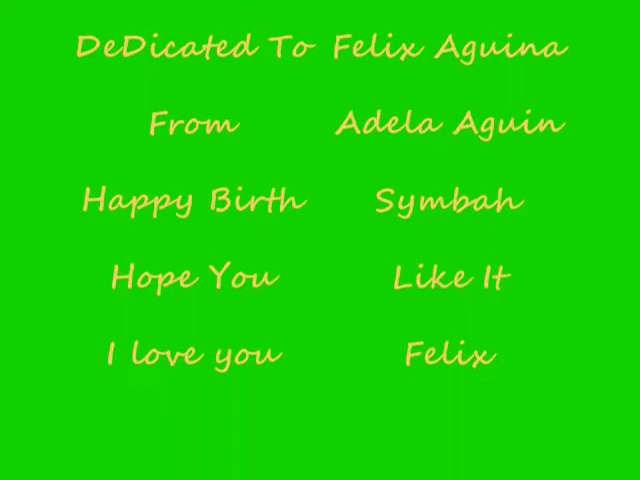 DeDicated To Felix Aguina
From Adela Aguin
Happy Birth Symbah
Hope You Like It
I love you Felix